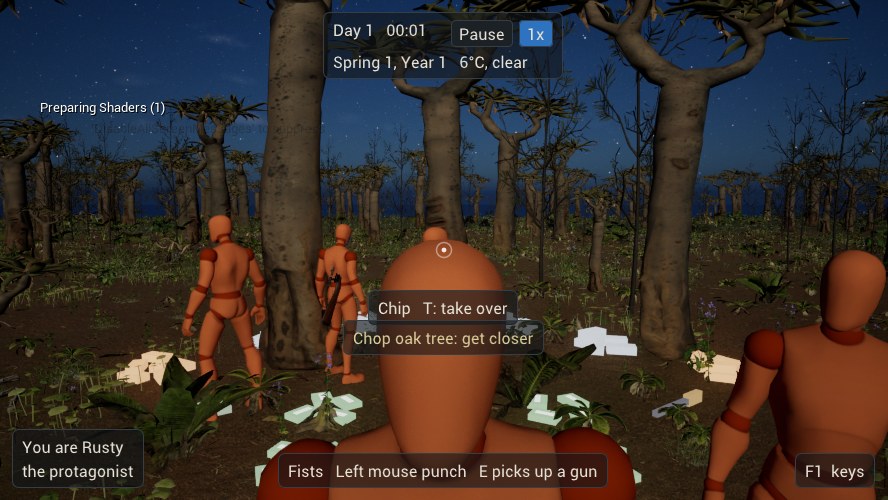 Day 1 00:01 Pause 1x
Spring 1, Year 1 6°C, clear
Preparing Shaders (1)
Chip T: take over
Chop oak tree: get closer
You are Rusty
the protagonist
Fists Left mouse punch E picks up a gun
F1 keys